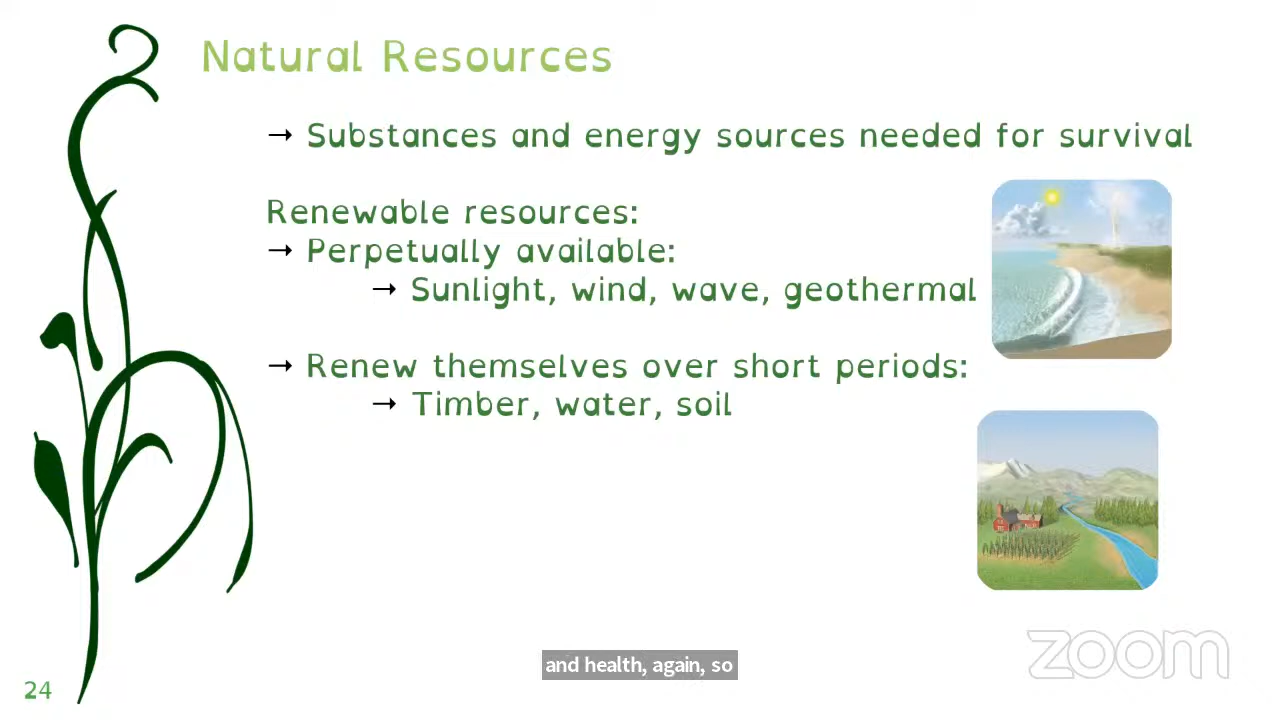 Natural Resources
→ Substances and energy sources needed for survival
Renewable resources:
→ Perpetually available:
→ Sunlight, wind, wave, geothermal
→ Renew themselves over short periods:
→ Timber, water, soil
and health, again, so
zoom
24